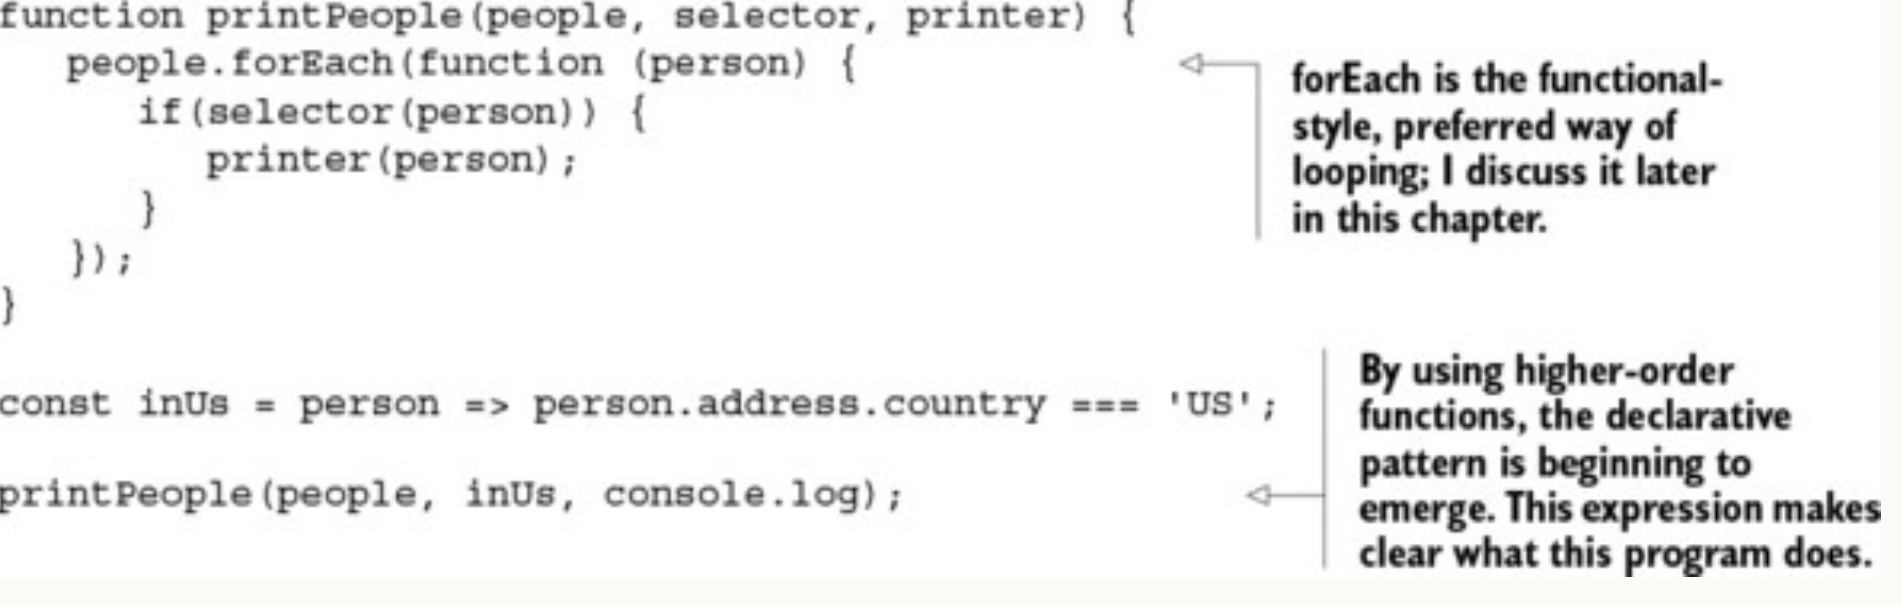 function printPeople(people, selector, printer) {
people.forEach(function (person) {
if(selector(person)) {
printer(person);
}
});
}
forEach is the functional-
style, preferred way of
looping; I discuss it later
in this chapter.
const inUs = person => person.address.country === 'US';
printPeople(people, inUs, console.log);
By using higher-order
functions, the declarative
pattern is beginning to
emerge. This expression makes
clear what this program does.